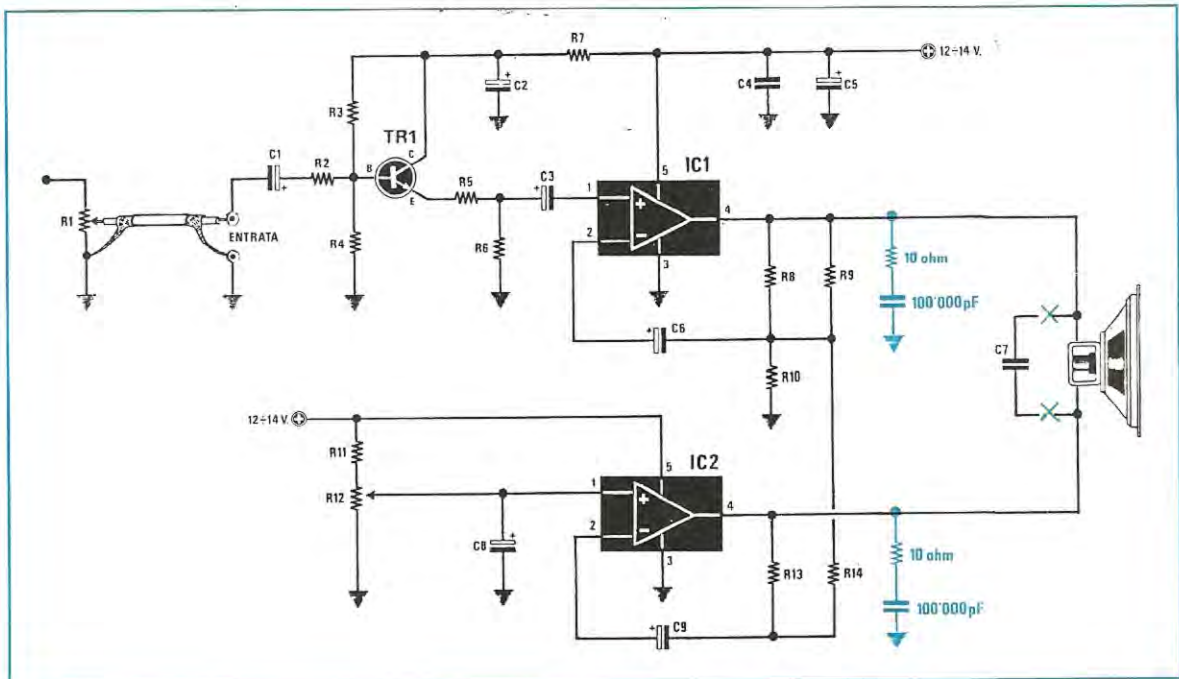 R7
12÷14 V.
C2
C4
C5
R3
TR1
C
B
E
C1
R2
R1
ENTRATA
R4
R5
R6
C3
IC1
5
1
+
2
-
4
3
R8
R9
10 ohm
100'000pF
C6
R10
C7
12÷14 V.
R11
R12
C8
IC2
5
1
+
2
-
4
3
R13
R14
10 ohm
100'000pF
C9